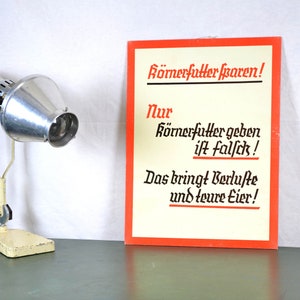 Körnerfutter sparen!
Nur
Körnerfutter geben
ist falsch!
Das bringt Verluste
und teure Eier!